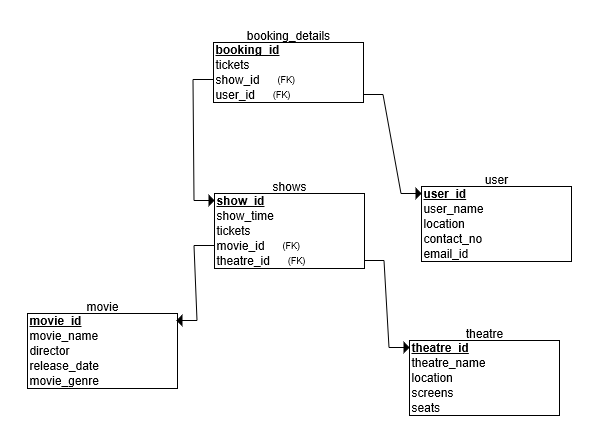 booking_details
booking_id
tickets
show_id (FK)
user_id (FK)
shows
show_id
show_time
tickets
movie_id (FK)
theatre_id (FK)
user
user_id
user_name
location
contact_no
email_id
movie
movie_id
movie_name
director
release_date
movie_genre
theatre
theatre_id
theatre_name
location
screens
seats